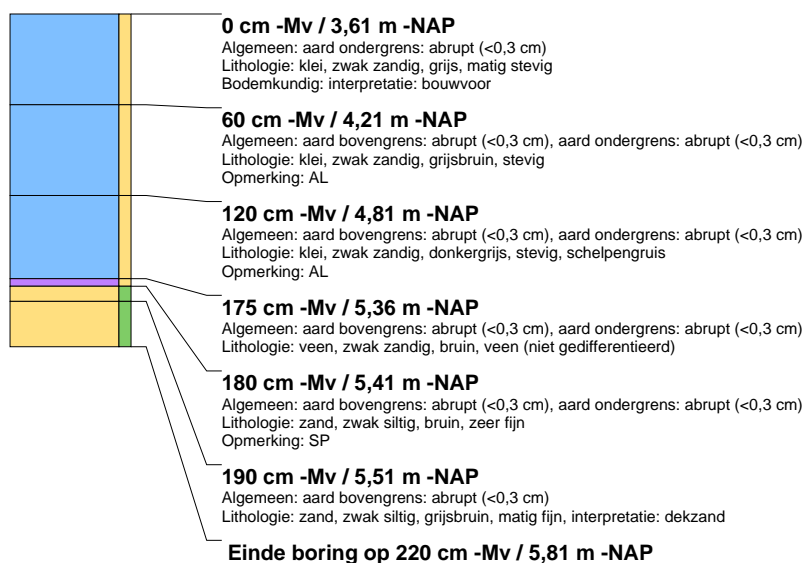 0 cm -Mv / 3,61 m -NAP
Algemeen: aard ondergrens: abrupt (<0,3 cm)
Lithologie: klei, zwak zandig, grijs, matig stevig
Bodemkundig: interpretatie: bouwvoor
60 cm -Mv / 4,21 m -NAP
Algemeen: aard bovengrens: abrupt (<0,3 cm), aard ondergrens: abrupt (<0,3 cm)
Lithologie: klei, zwak zandig, grijsbruin, stevig
Opmerking: AL
120 cm -Mv / 4,81 m -NAP
Algemeen: aard bovengrens: abrupt (<0,3 cm), aard ondergrens: abrupt (<0,3 cm)
Lithologie: klei, zwak zandig, donkergrijs, stevig, schelpengruis
Opmerking: AL
175 cm -Mv / 5,36 m -NAP
Algemeen: aard bovengrens: abrupt (<0,3 cm), aard ondergrens: abrupt (<0,3 cm)
Lithologie: veen, zwak zandig, bruin, veen (niet gedifferentieerd)
180 cm -Mv / 5,41 m -NAP
Algemeen: aard bovengrens: abrupt (<0,3 cm), aard ondergrens: abrupt (<0,3 cm)
Lithologie: zand, zwak siltig, bruin, zeer fijn
Opmerking: SP
190 cm -Mv / 5,51 m -NAP
Algemeen: aard bovengrens: abrupt (<0,3 cm)
Lithologie: zand, zwak siltig, grijsbruin, matig fijn, interpretatie: dekzand
Einde boring op 220 cm -Mv / 5,81 m -NAP